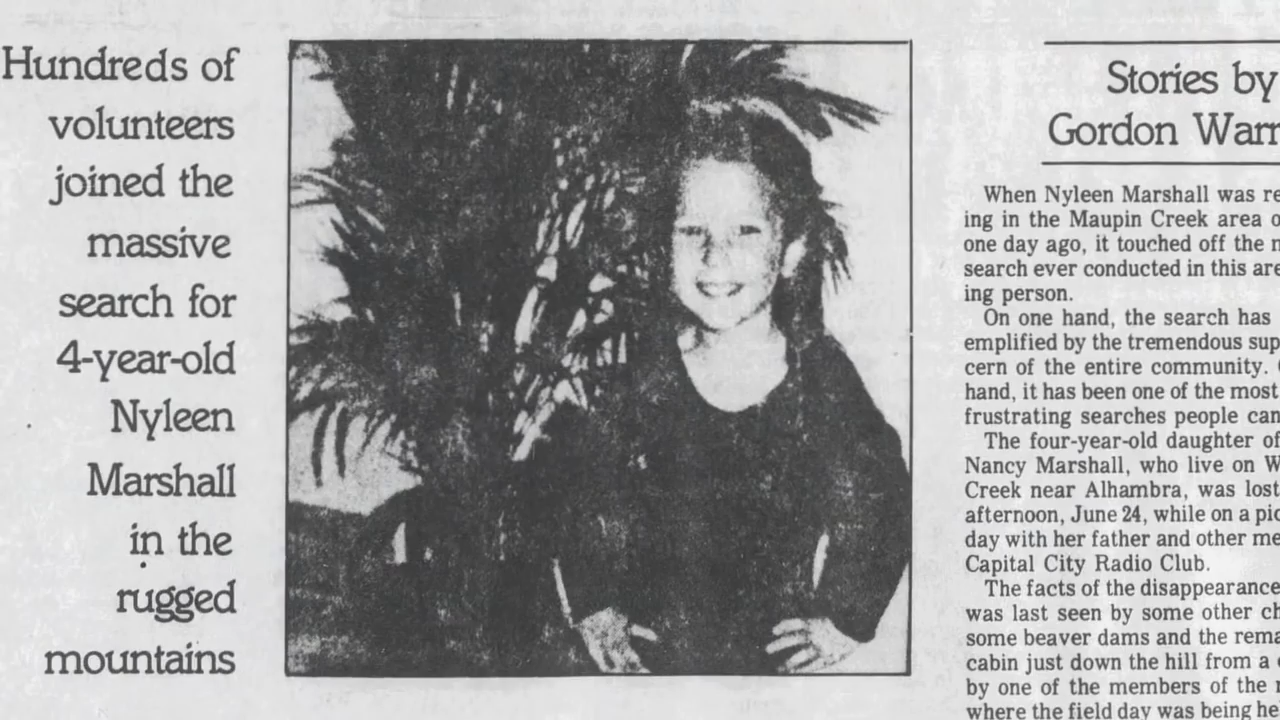 Hundreds of
volunteers
joined the
massive
search for
4-year-old
Nyleen
Marshall
in the
rugged
mountains
Stories by
Gordon
When Nyleen Marshall was
ing in the Maupin Creek area
one day ago, it touched off the
search ever conducted in this
ing person.
On one hand, the search has
emplified by the tremendous
cern of the entire community.
hand, it has been one of the most
frustrating searches people
The four-year-old daughter of
Nancy Marshall, who live on
Creek near Alhambra, was lost
afternoon, June 24, while on a
day with her father and other
Capital City Radio Club.
The facts of the disappearance
was last seen by some other
some beaver dams and the
cabin just down the hill from a
by one of the members of the
where the field day was being